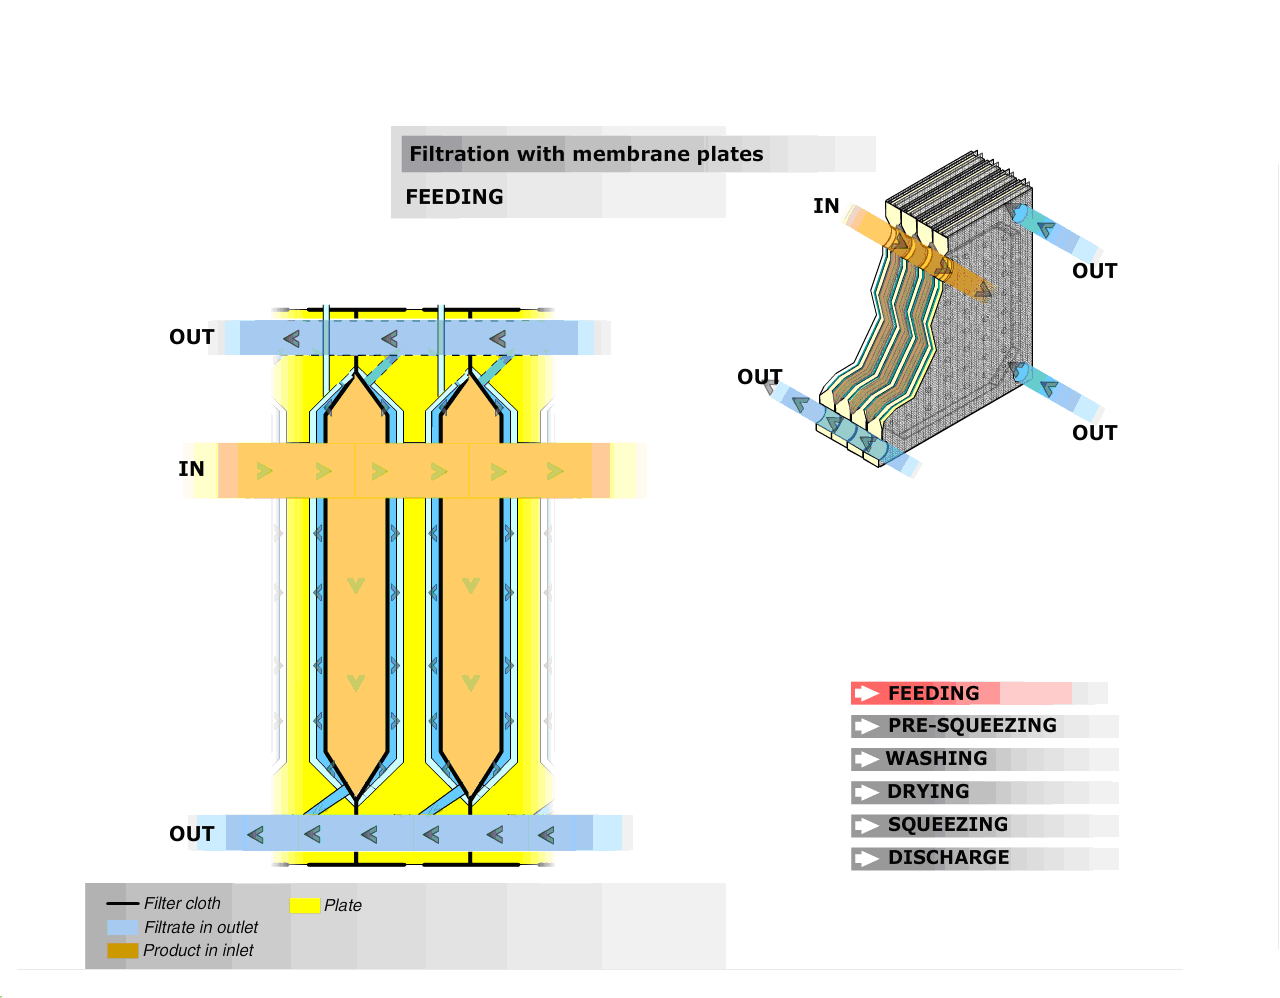 Filtration with membrane plates
FEEDING
IN
OUT
OUT
OUT
OUT
IN
OUT
FEEDING
PRE-SQUEEZING
WASHING
DRYING
SQUEEZING
DISCHARGE
Filter cloth
Plate
Filtrate in outlet
Product in inlet